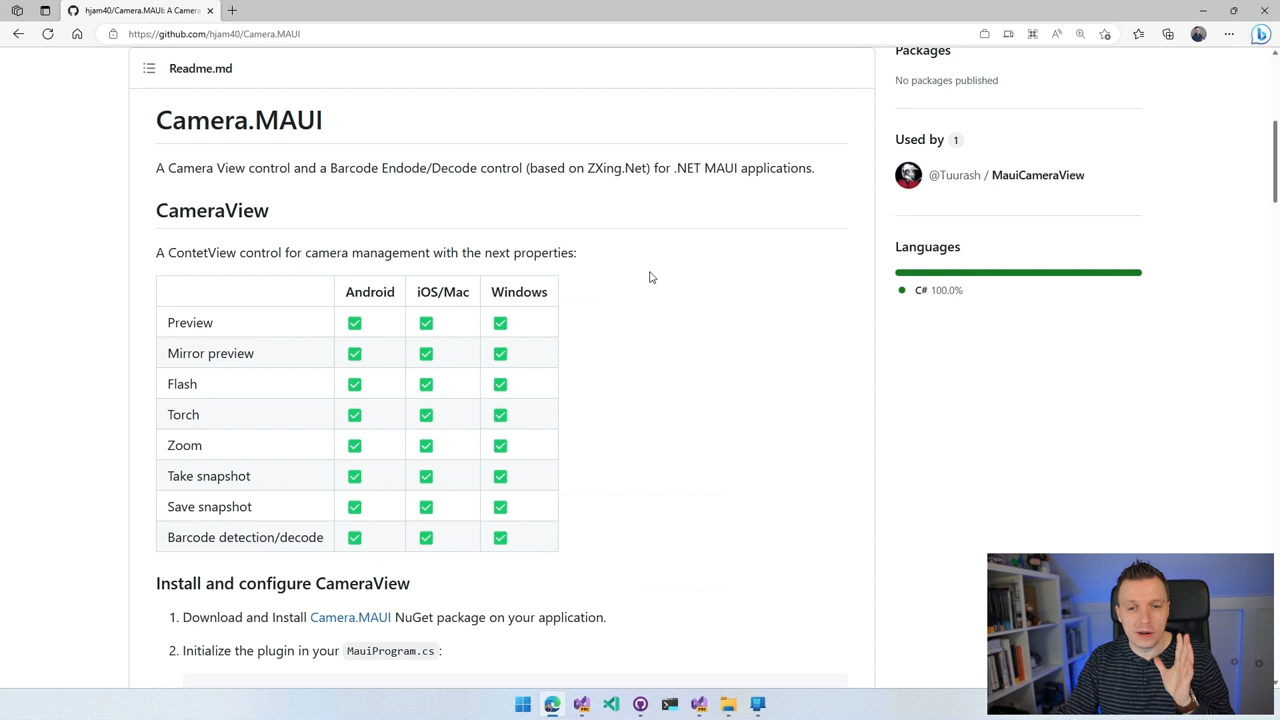 hjam40/Camera.MAUI: A Camera
https://github.com/hjam40/Camera.MAUI
Readme.md
Camera.MAUI
A Camera View control and a Barcode Endode/Decode control (based on ZXing.Net) for .NET MAUI applications.
CameraView
A ContetView control for camera management with the next properties:
Android iOS/Mac Windows
Preview
Mirror preview
Flash
Torch
Zoom
Take snapshot
Save snapshot
Barcode detection/decode
Install and configure CameraView
1. Download and Install Camera.MAUI NuGet package on your application.
2. Initialize the plugin in your MauiProgram.cs:
Packages
No packages published
Used by 1
@Tuurash / MauiCameraView
Languages
C# 100.0%